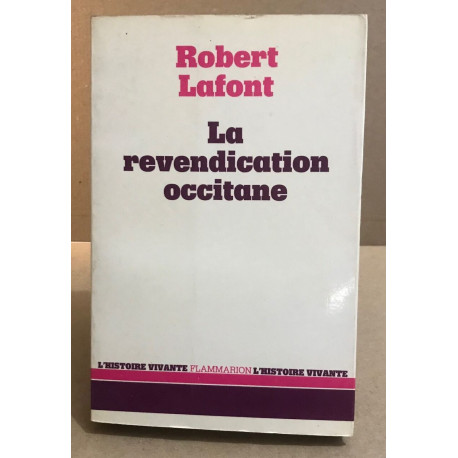 Robert
Lafont
La
revendication
occitane
L'HISTOIRE VIVANTE FLAMMARION L'HISTOIRE VIVANTE